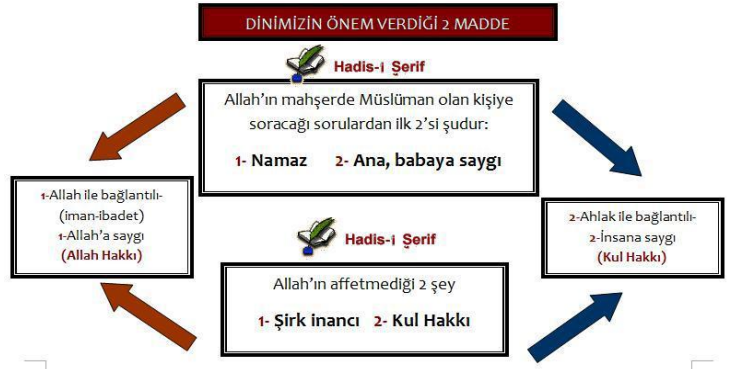 DİNİMİZİN ÖNEM VERDİĞİ 2 MADDE
Hadis-i Şerif
Allah'ın mahşerde Müslüman olan kişiye
soracağı sorulardan ilk 2'si şudur:
1- Namaz 2- Ana, babaya saygı
1-Allah ile bağlantılı-
(iman-ibadet)
1-Allah'a saygı
(Allah Hakkı)
2-Ahlak ile bağlantılı-
2-İnsana saygı
(Kul Hakkı)
Hadis-i Şerif
Allah'ın affetmediği 2 şey
1- Şirk inancı 2- Kul Hakkı